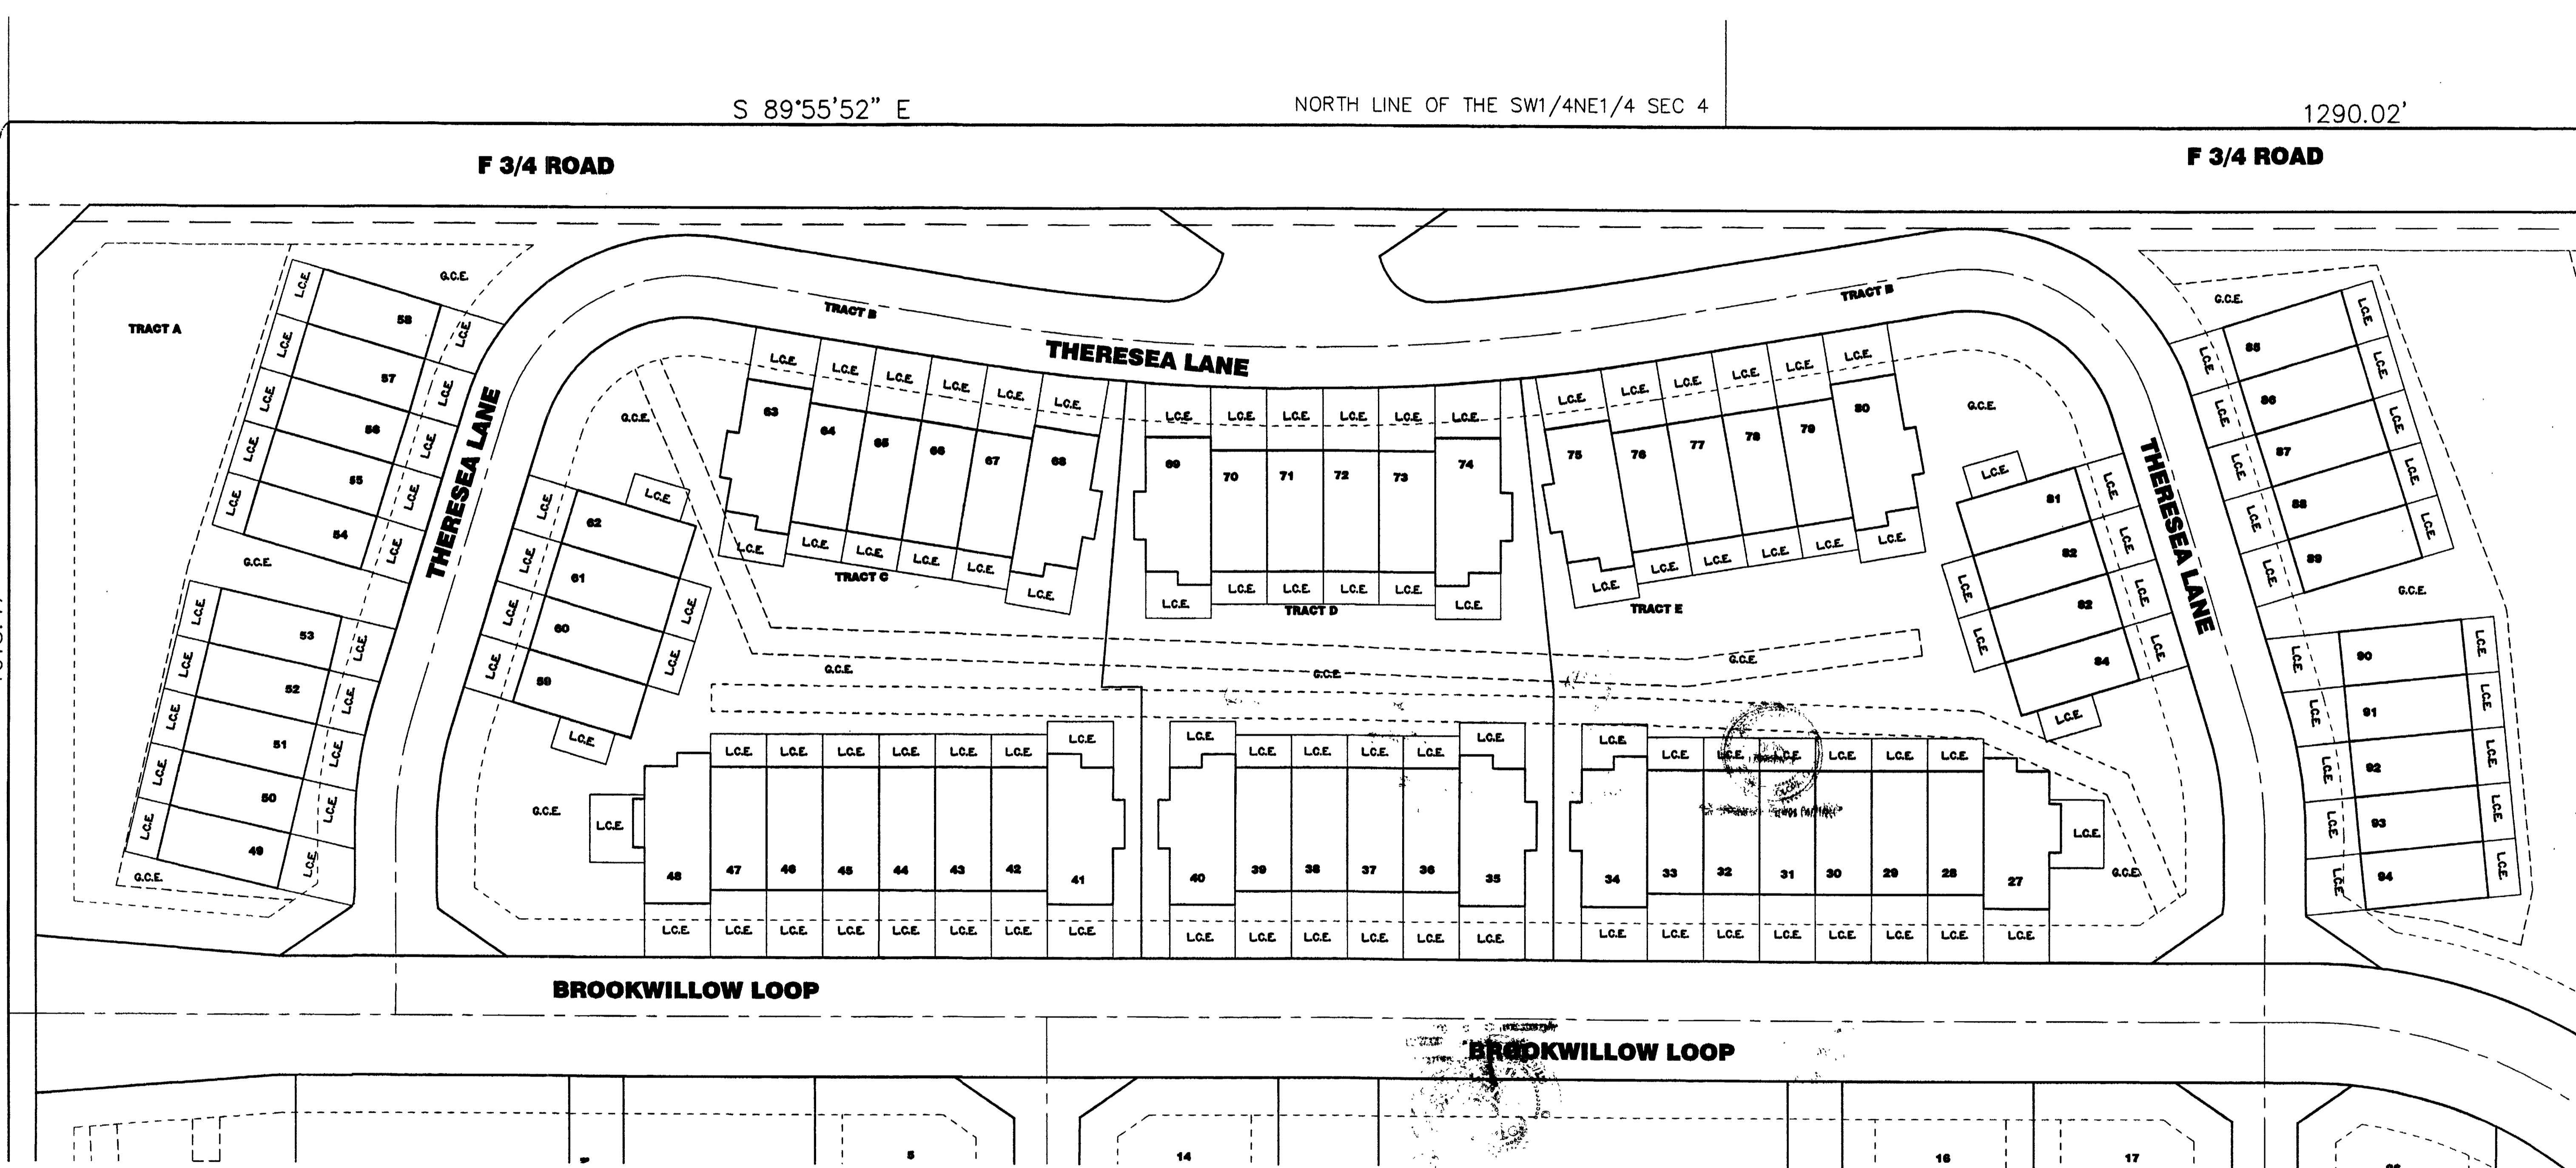 S 89°55'52" E
NORTH LINE OF THE SW1/4NE1/4 SEC 4
1290.02'
F 3/4 ROAD
F 3/4 ROAD
TRACT A
G.C.E.
L.C.E.
58
L.C.E.
L.C.E.
57
L.C.E.
L.C.E.
56
L.C.E.
L.C.E.
55
L.C.E.
L.C.E.
54
L.C.E.
G.C.E.
L.C.E.
53
L.C.E.
L.C.E.
52
L.C.E.
L.C.E.
51
L.C.E.
L.C.E.
50
L.C.E.
L.C.E.
49
L.C.E.
G.C.E.
THERESEA LANE
TRACT B
THERESEA LANE
TRACT B
G.C.E.
L.C.E.
L.C.E.
62
L.C.E.
61
L.C.E.
L.C.E.
60
L.C.E.
L.C.E.
59
L.C.E.
L.C.E.
L.C.E.
L.C.E.
L.C.E.
L.C.E.
L.C.E.
63
64
65
66
67
68
L.C.E.
L.C.E.
L.C.E.
L.C.E.
L.C.E.
L.C.E.
TRACT C
L.C.E.
L.C.E.
L.C.E.
L.C.E.
L.C.E.
L.C.E.
69
70
71
72
73
74
L.C.E.
L.C.E.
L.C.E.
L.C.E.
L.C.E.
L.C.E.
TRACT D
L.C.E.
L.C.E.
L.C.E.
L.C.E.
L.C.E.
L.C.E.
75
76
77
78
79
80
L.C.E.
L.C.E.
L.C.E.
L.C.E.
L.C.E.
L.C.E.
TRACT E
G.C.E.
L.C.E.
81
L.C.E.
82
L.C.E.
L.C.E.
82
L.C.E.
L.C.E.
84
L.C.E.
L.C.E.
THERESEA LANE
G.C.E.
L.C.E.
85
L.C.E.
L.C.E.
86
L.C.E.
L.C.E.
87
L.C.E.
L.C.E.
88
L.C.E.
L.C.E.
89
L.C.E.
G.C.E.
L.C.E.
90
L.C.E.
L.C.E.
91
L.C.E.
L.C.E.
92
L.C.E.
L.C.E.
93
L.C.E.
L.C.E.
94
L.C.E.
G.C.E.
G.C.E.
G.C.E.
G.C.E.
L.C.E.
L.C.E.
L.C.E.
L.C.E.
L.C.E.
L.C.E.
L.C.E.
L.C.E.
48
47
46
45
44
43
42
41
L.C.E.
L.C.E.
L.C.E.
L.C.E.
L.C.E.
L.C.E.
L.C.E.
L.C.E.
L.C.E.
L.C.E.
L.C.E.
L.C.E.
L.C.E.
L.C.E.
40
39
38
37
36
35
L.C.E.
L.C.E.
L.C.E.
L.C.E.
L.C.E.
L.C.E.
L.C.E.
L.C.E.
L.C.E.
L.C.E.
L.C.E.
L.C.E.
L.C.E.
L.C.E.
34
33
32
31
30
29
28
27
G.C.E.
L.C.E.
L.C.E.
L.C.E.
L.C.E.
L.C.E.
L.C.E.
L.C.E.
L.C.E.
BROOKWILLOW LOOP
BROOKWILLOW LOOP
5
14
16
17